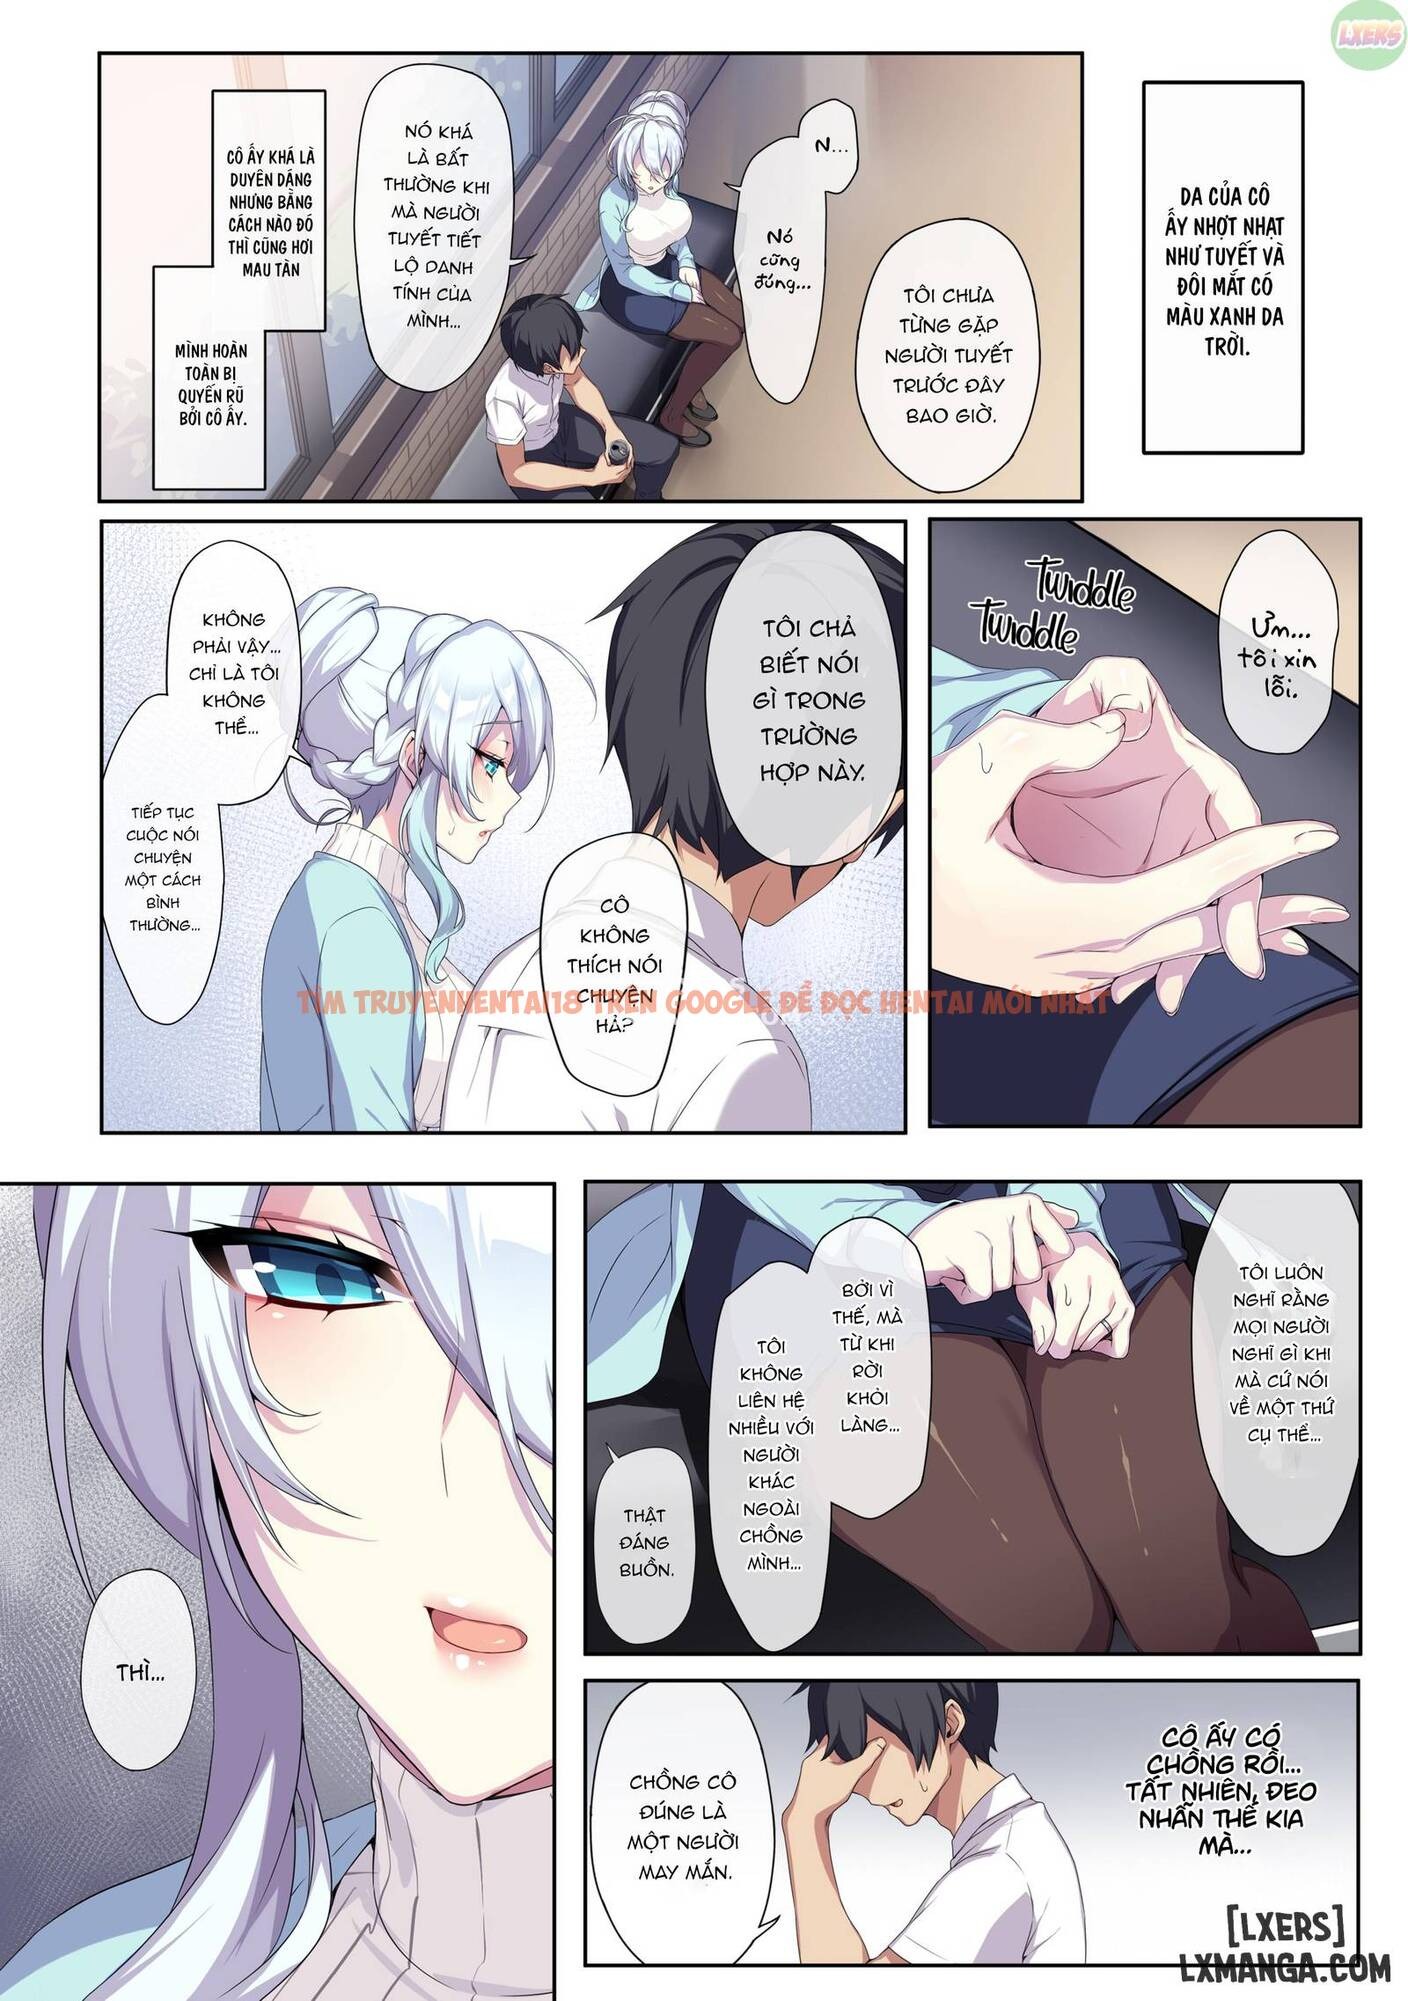 LXERS
DA CỦA CÔ
ẤY NHỢT NHẠT
NHƯ TUYẾT VÀ
ĐÔI MẮT CÓ
MÀU XANH DA
TRỜI.
N...
Nó
cũng
đúng...
TÔI CHƯA
TỪNG GẶP
NGƯỜI TUYẾT
TRƯỚC ĐÂY
BAO GIỜ.
NÓ KHÁ
LÀ BẤT
THƯỜNG KHI
MÀ NGƯỜI
TUYẾT TIẾT
LỘ DANH
TÍNH CỦA
MÌNH...
CÔ ẤY KHÁ LÀ
DUYÊN DÁNG
NHƯNG BẰNG
CÁCH NÀO ĐÓ
THÌ CŨNG HƠI
MAU TÀN
MÌNH HOÀN
TOÀN BỊ
QUYẾN RŨ
BỞI CÔ ẤY.
Ưm...
tôi xin
lỗi.
TWIDDLE
TWIDDLE
TÔI CHẢ
BIẾT NÓI
GÌ TRONG
TRƯỜNG
HỢP NÀY.
CÔ
KHÔNG
THÍCH NÓI
CHUYỆN
HẢ?
KHÔNG
PHẢI VẬY...
CHỈ LÀ TÔI
KHÔNG
THỂ...
TIẾP TỤC
CUỘC NÓI
CHUYỆN
MỘT CÁCH
BÌNH
THƯỜNG...
TÌM TRUYENHENTAI18 TRÊN GOOGLE ĐỂ ĐỌC HENTAI MỚI NHẤT
TÔI LUÔN
NGHĨ RẰNG
MỌI NGƯỜI
NGHĨ GÌ KHI
MÀ CỨ NÓI
VỀ MỘT THỨ
CỤ THỂ...
BỞI VÌ
THẾ, MÀ
TỪ KHI
RỜI
KHỎI
LÀNG...
TÔI
KHÔNG
LIÊN HỆ
NHIỀU VỚI
NGƯỜI
KHÁC
NGOÀI
CHỒNG
MÌNH...
THẬT
ĐÁNG
BUỒN.
CÔ ẤY CÓ
CHỒNG RỒI...
TẤT NHIÊN, ĐEO
NHẪN THẾ KIA
MÀ...
CHỒNG CÔ
ĐÚNG LÀ
MỘT NGƯỜI
MAY MẮN.
THÌ...
[LXERS]
LXMANGA.COM